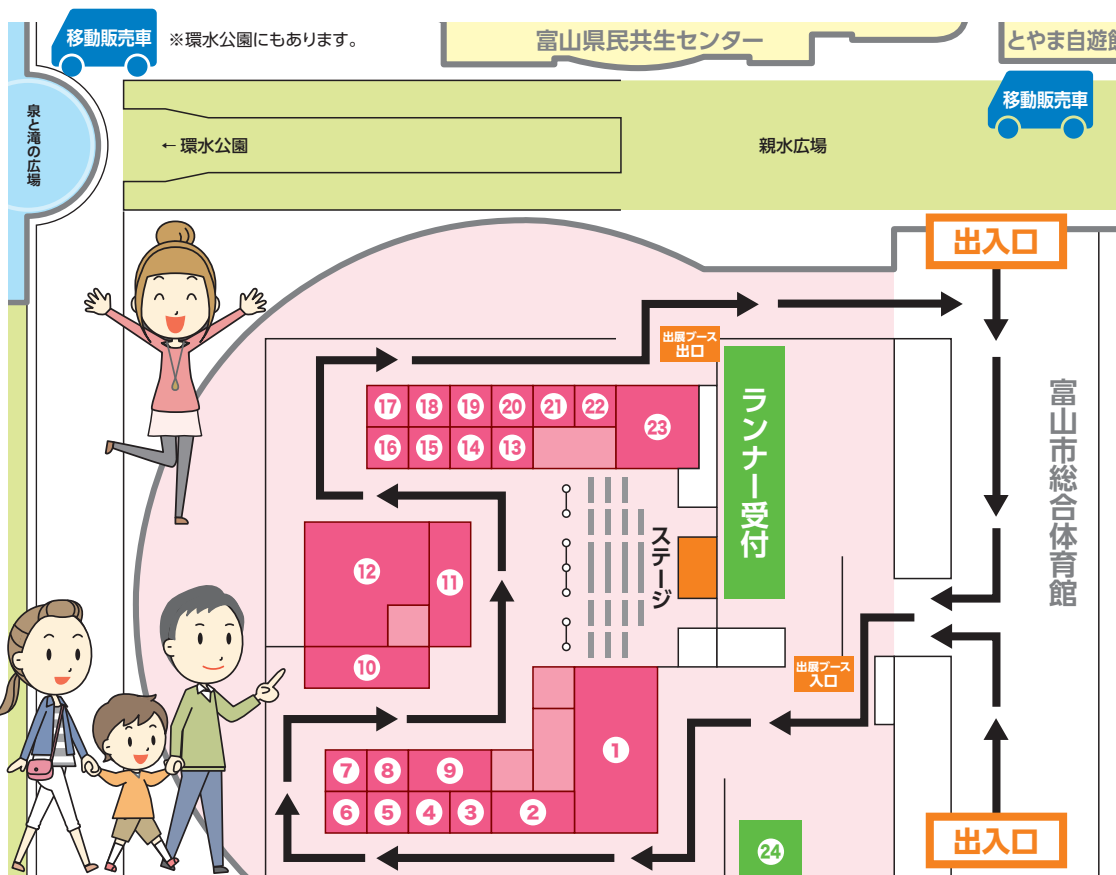 移動販売車
※環水公園にもあります。
富山県民共生センター
とやま自遊館
移動販売車
泉と滝の広場
←環水公園
親水広場
出入口
出展ブース
出口
ランナー受付
富山市総合体育館
17 18 19 20 21 22
23
16 15 14 13
ステージ
12
11
10
出展ブース
入口
1
7 8 9
6 5 4 3 2
24
出入口